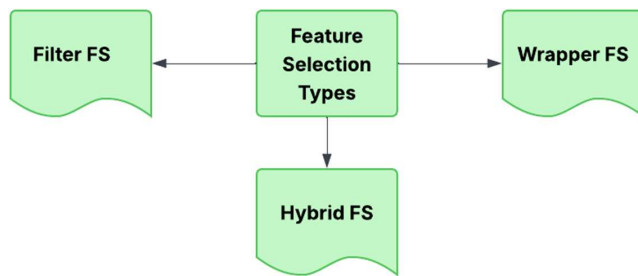 Filter FS
Feature
Selection
Types
Wrapper FS
Hybrid FS